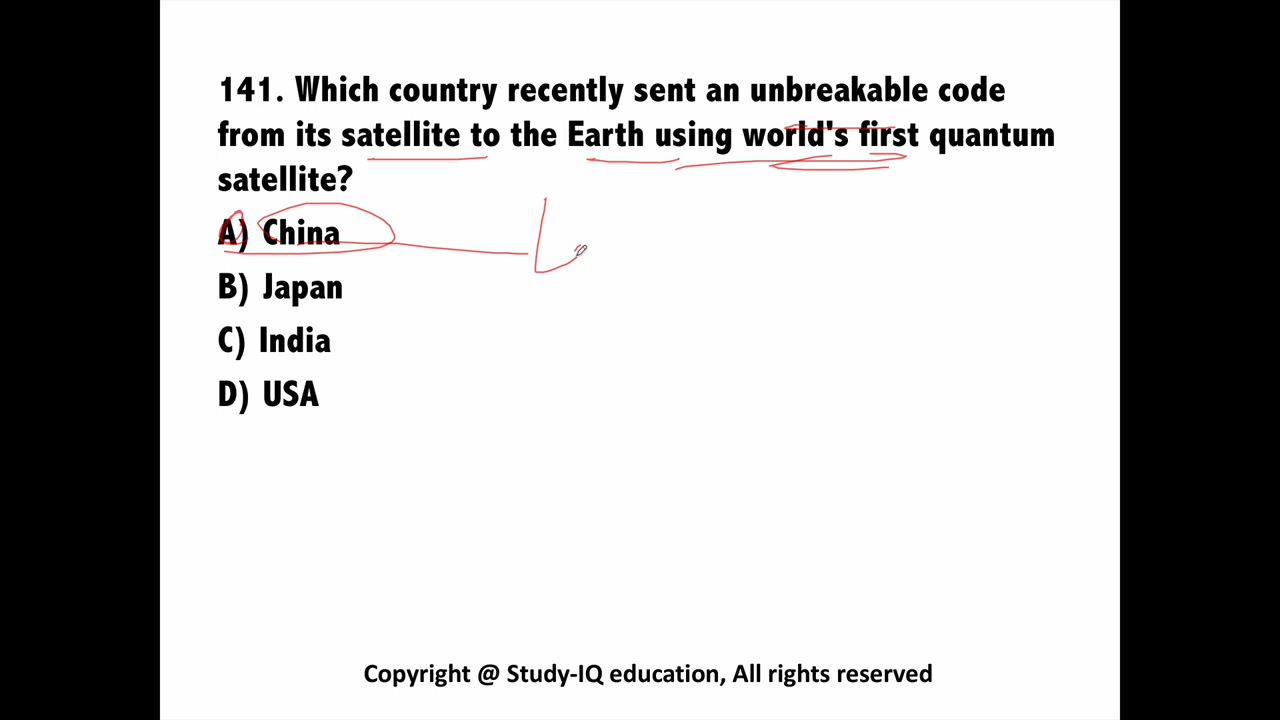 141. Which country recently sent an unbreakable code
from its satellite to the Earth using world's first quantum
satellite?
A) China
B) Japan
C) India
D) USA
Copyright @ Study-IQ education, All rights reserved